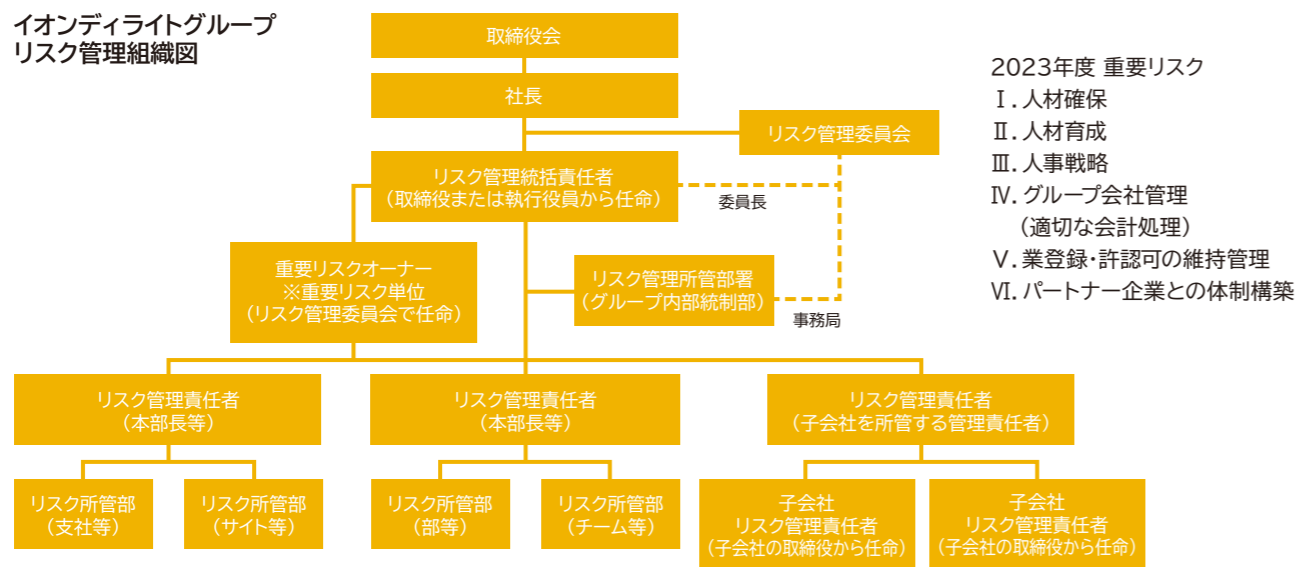 イオンディライトグループ
リスク管理組織図
取締役会
社長
リスク管理委員会
リスク管理統括責任者
（取締役または執行役員から任命）
委員長
重要リスクオーナー
※重要リスク単位
（リスク管理委員会で任命）
リスク管理所管部署
（グループ内部統制部）
事務局
リスク管理責任者
（本部長等）
リスク管理責任者
（本部長等）
リスク管理責任者
（子会社を所管する管理責任者）
リスク所管部
（支社等）
リスク所管部
（サイト等）
リスク所管部
（部等）
リスク所管部
（チーム等）
子会社
リスク管理責任者
（子会社の取締役から任命）
子会社
リスク管理責任者
（子会社の取締役から任命）
2023年度 重要リスク
Ⅰ．人材確保
Ⅱ．人材育成
Ⅲ．人事戦略
Ⅳ．グループ会社管理
（適切な会計処理）
Ⅴ．業登録・許認可の維持管理
Ⅵ．パートナー企業との体制構築